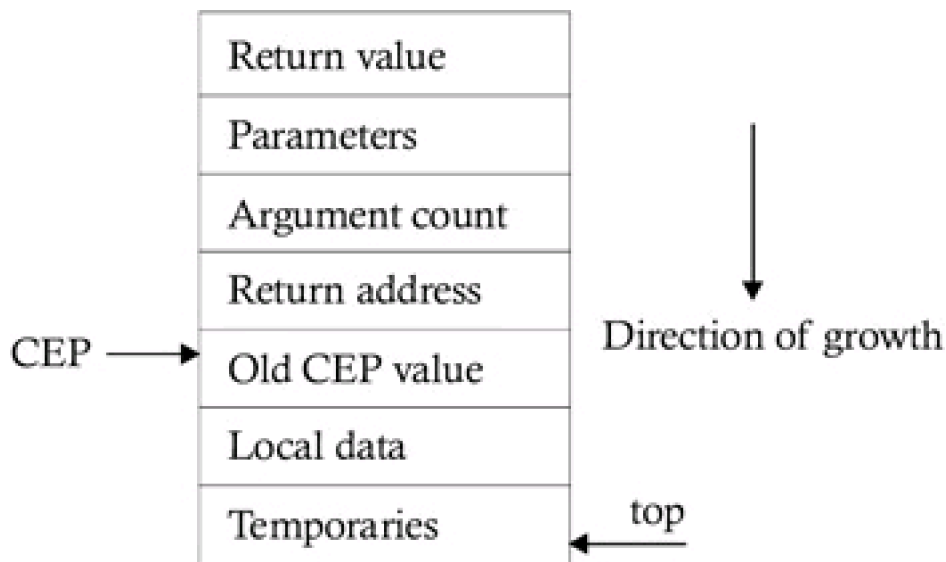 Return value
Parameters
Argument count
Return address
CEP
Old CEP value
Direction of growth
Local data
Temporaries
top